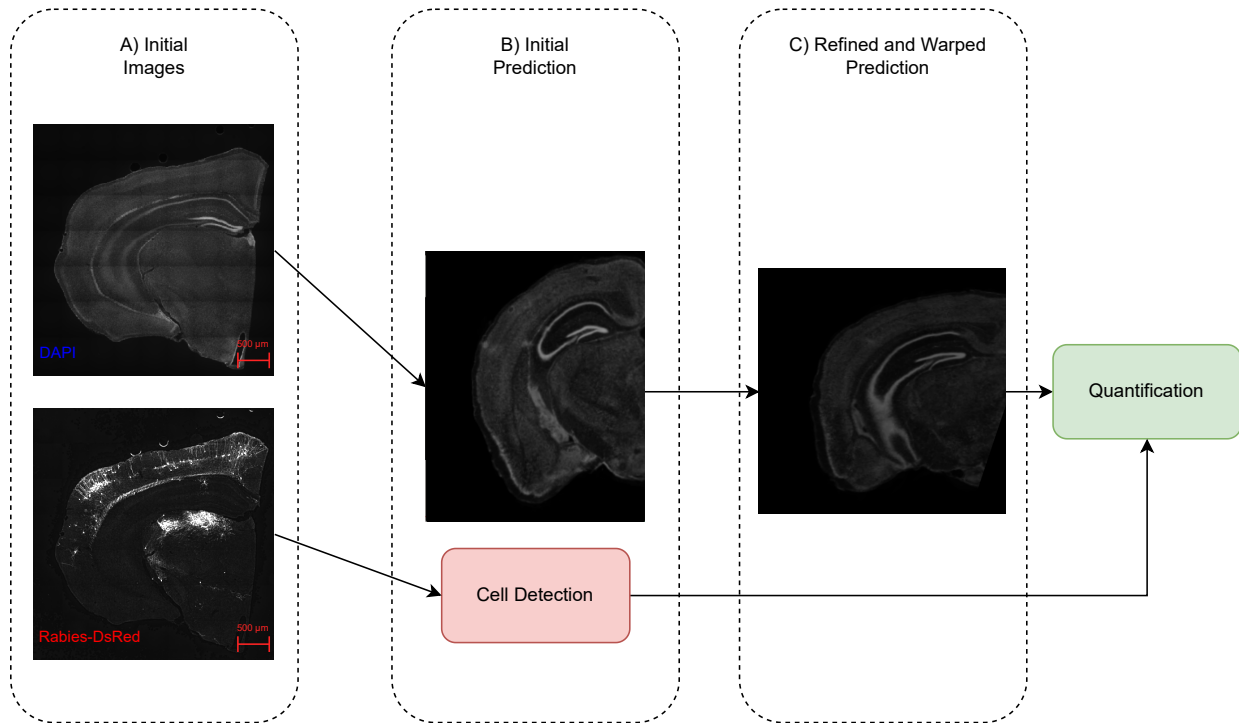 A) Initial
Images
B) Initial
Prediction
C) Refined and Warped
Prediction
DAPI
500 µm
Quantification
Cell Detection
Rabies-DsRed
500 µm